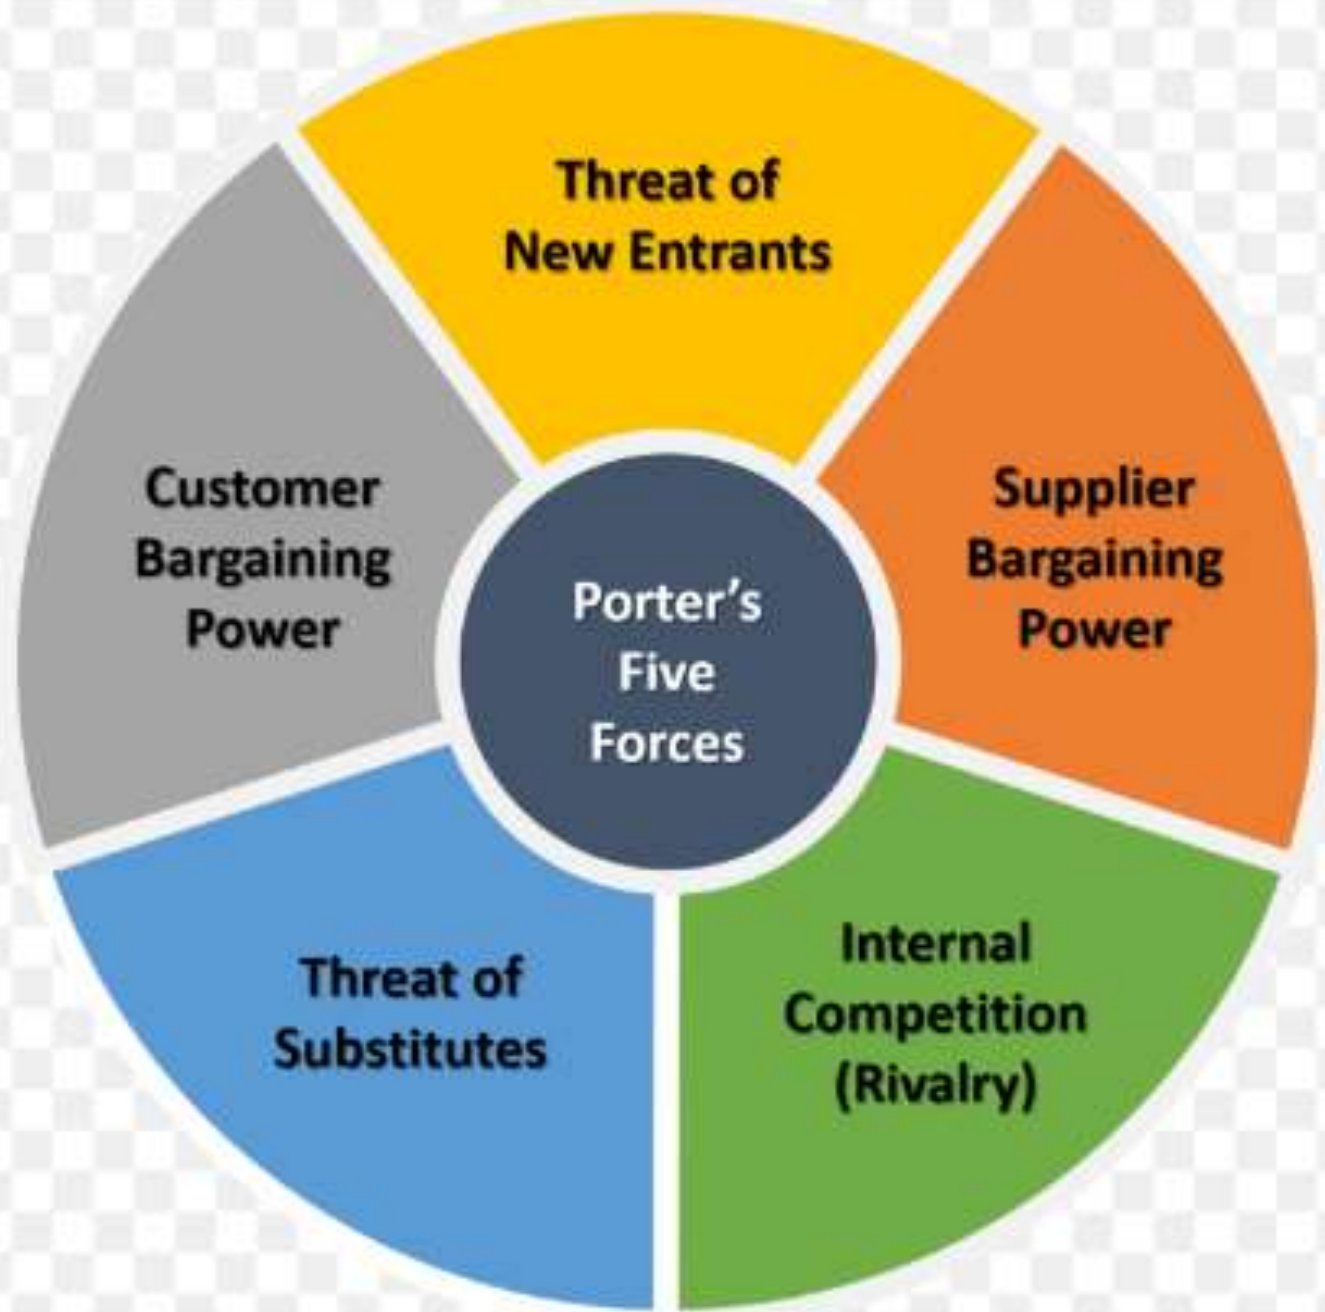 Threat of
New Entrants
Customer
Bargaining
Power
Supplier
Bargaining
Power
Porter’s
Five
Forces
Threat of
Substitutes
Internal
Competition
(Rivalry)